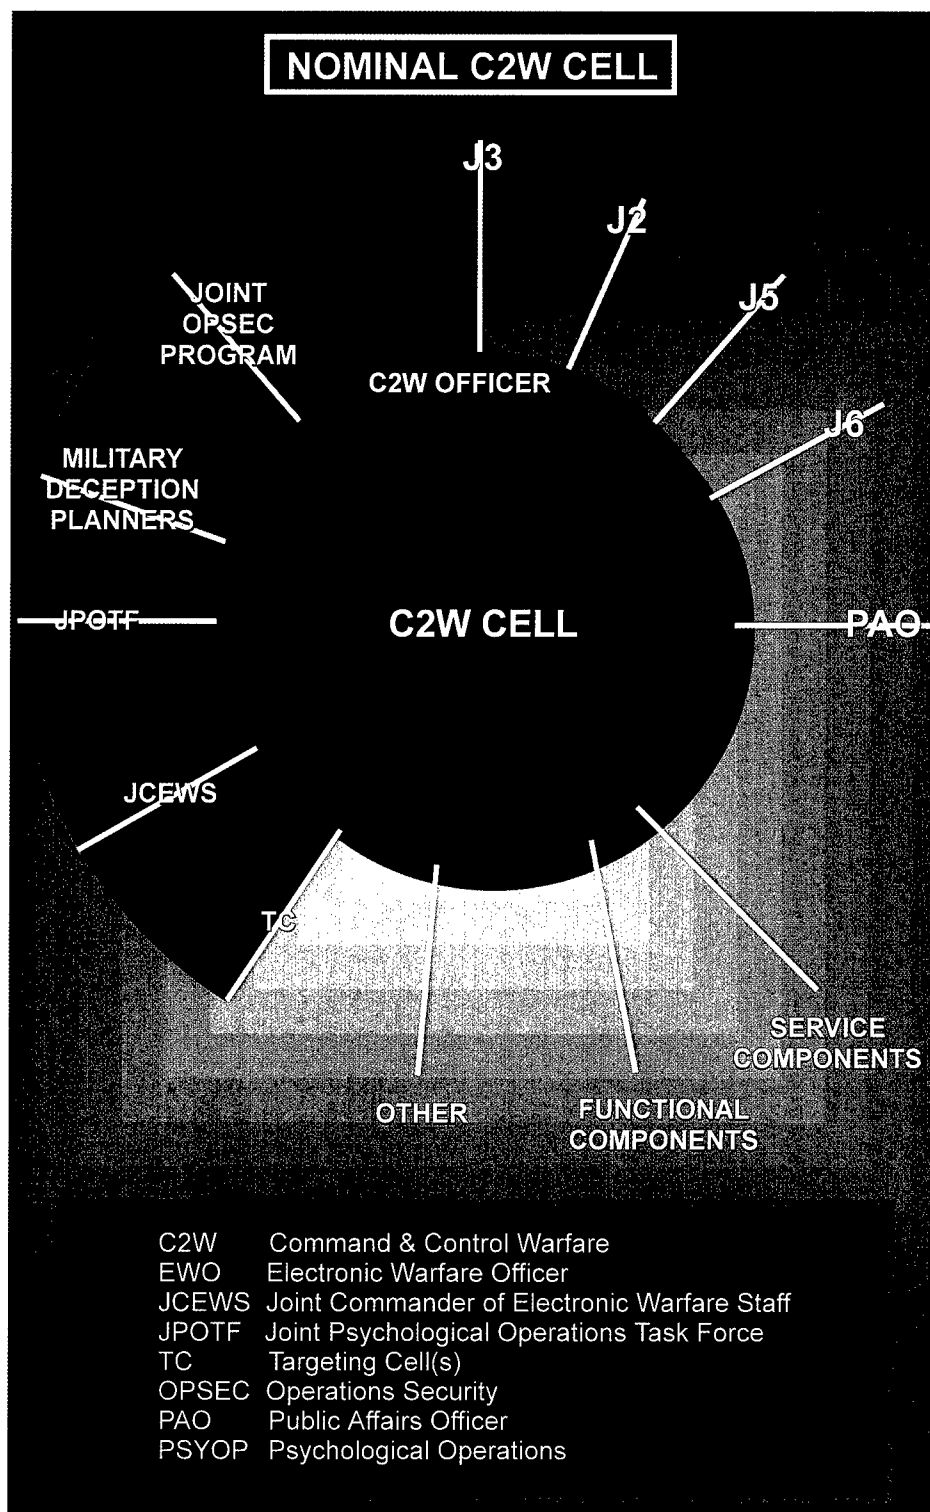 NOMINAL C2W CELL
J3
J2
J5
J6
JOINT
OPSEC
PROGRAM
C2W OFFICER
MILITARY
DECEPTION
PLANNERS
JPOTF
C2W CELL
PAO
JCEWS
TC
SERVICE
COMPONENTS
OTHER
FUNCTIONAL
COMPONENTS
C2W Command & Control Warfare
EWO Electronic Warfare Officer
JCEWS Joint Commander of Electronic Warfare Staff
JPOTF Joint Psychological Operations Task Force
TC Targeting Cell(s)
OPSEC Operations Security
PAO Public Affairs Officer
PSYOP Psychological Operations